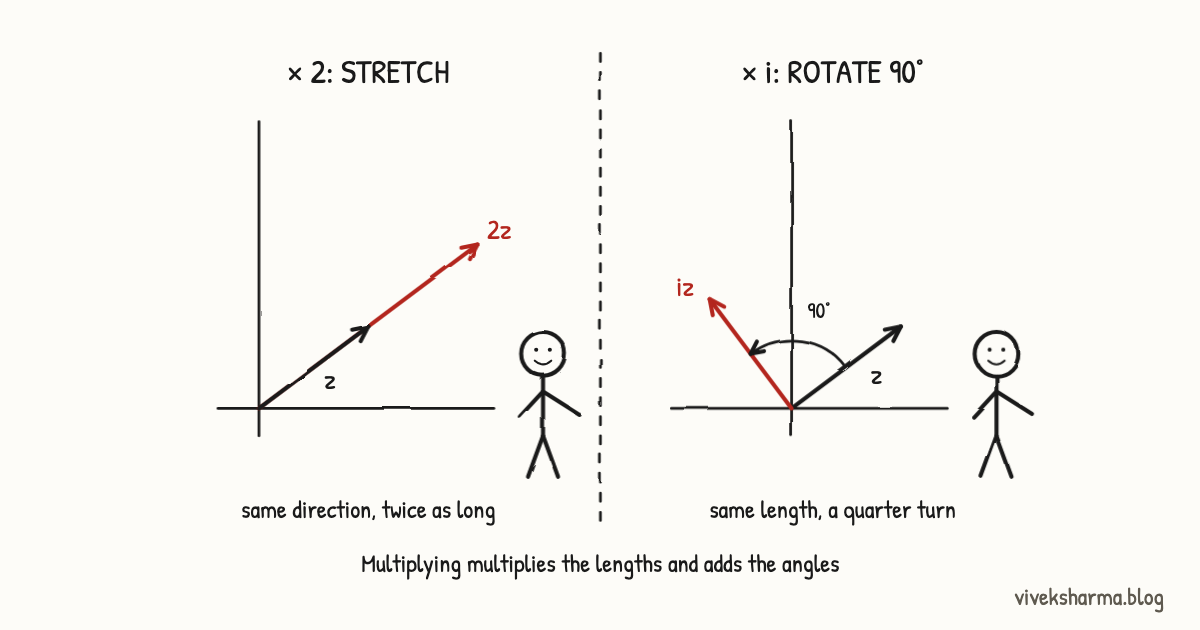 × 2: STRETCH
2z
z
same direction, twice as long
× i: ROTATE 90°
iz
90°
z
same length, a quarter turn
Multiplying multiplies the lengths and adds the angles
viveksharma.blog